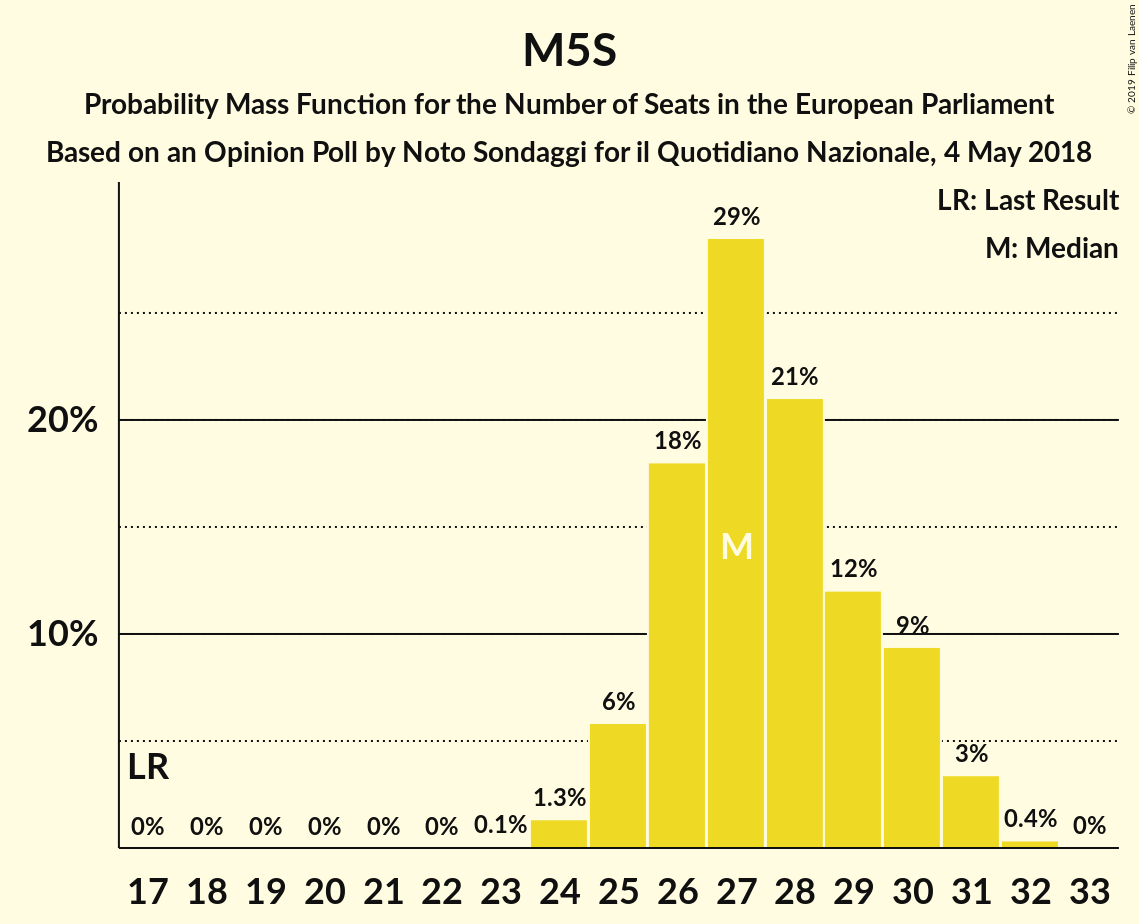 M5S
Probability Mass Function for the Number of Seats in the European Parliament
Based on an Opinion Poll by Noto Sondaggi for il Quotidiano Nazionale, 4 May 2018
© 2019 Filip van Laenen
LR: Last Result
M: Median
20%
10%
LR
M
0% 0% 0% 0% 0% 0% 0.1% 1.3% 6% 18% 29% 21% 12% 9% 3% 0.4% 0%
17 18 19 20 21 22 23 24 25 26 27 28 29 30 31 32 33